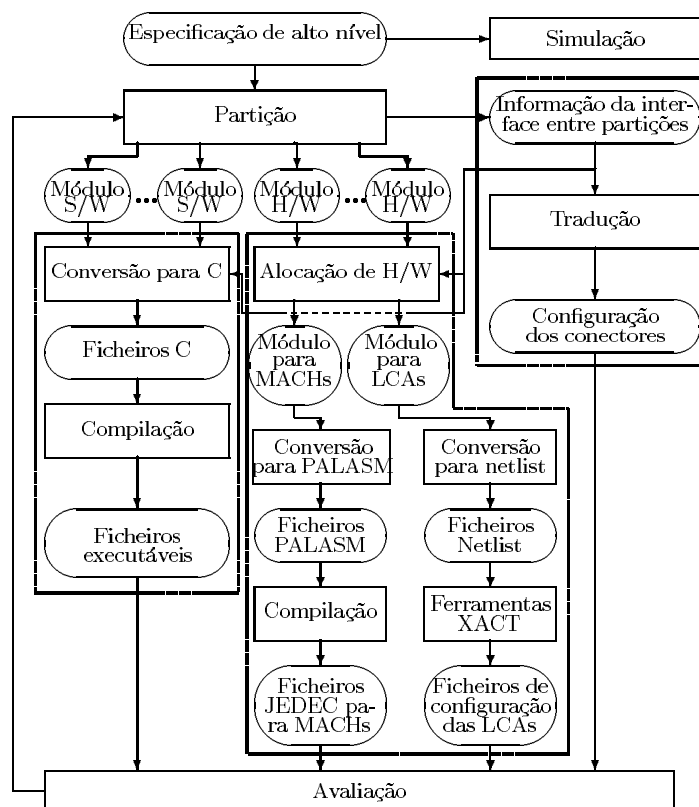 Especificação de alto nível
Simulação
Partição
Informação da inter-
face entre partições
Módulo
S/W
Módulo
S/W
Módulo
H/W
Módulo
H/W
Tradução
Conversão para C
Alocação de H/W
Configuração
dos conectores
Ficheiros C
Módulo
para
MACHs
Módulo
para
LCAs
Compilação
Conversão
para PALASM
Conversão
para netlist
Ficheiros
executáveis
Ficheiros
PALASM
Ficheiros
Netlist
Compilação
Ferramentas
XACT
Ficheiros
JEDEC pa-
ra MACHs
Ficheiros de
configuração
das LCAs
Avaliação